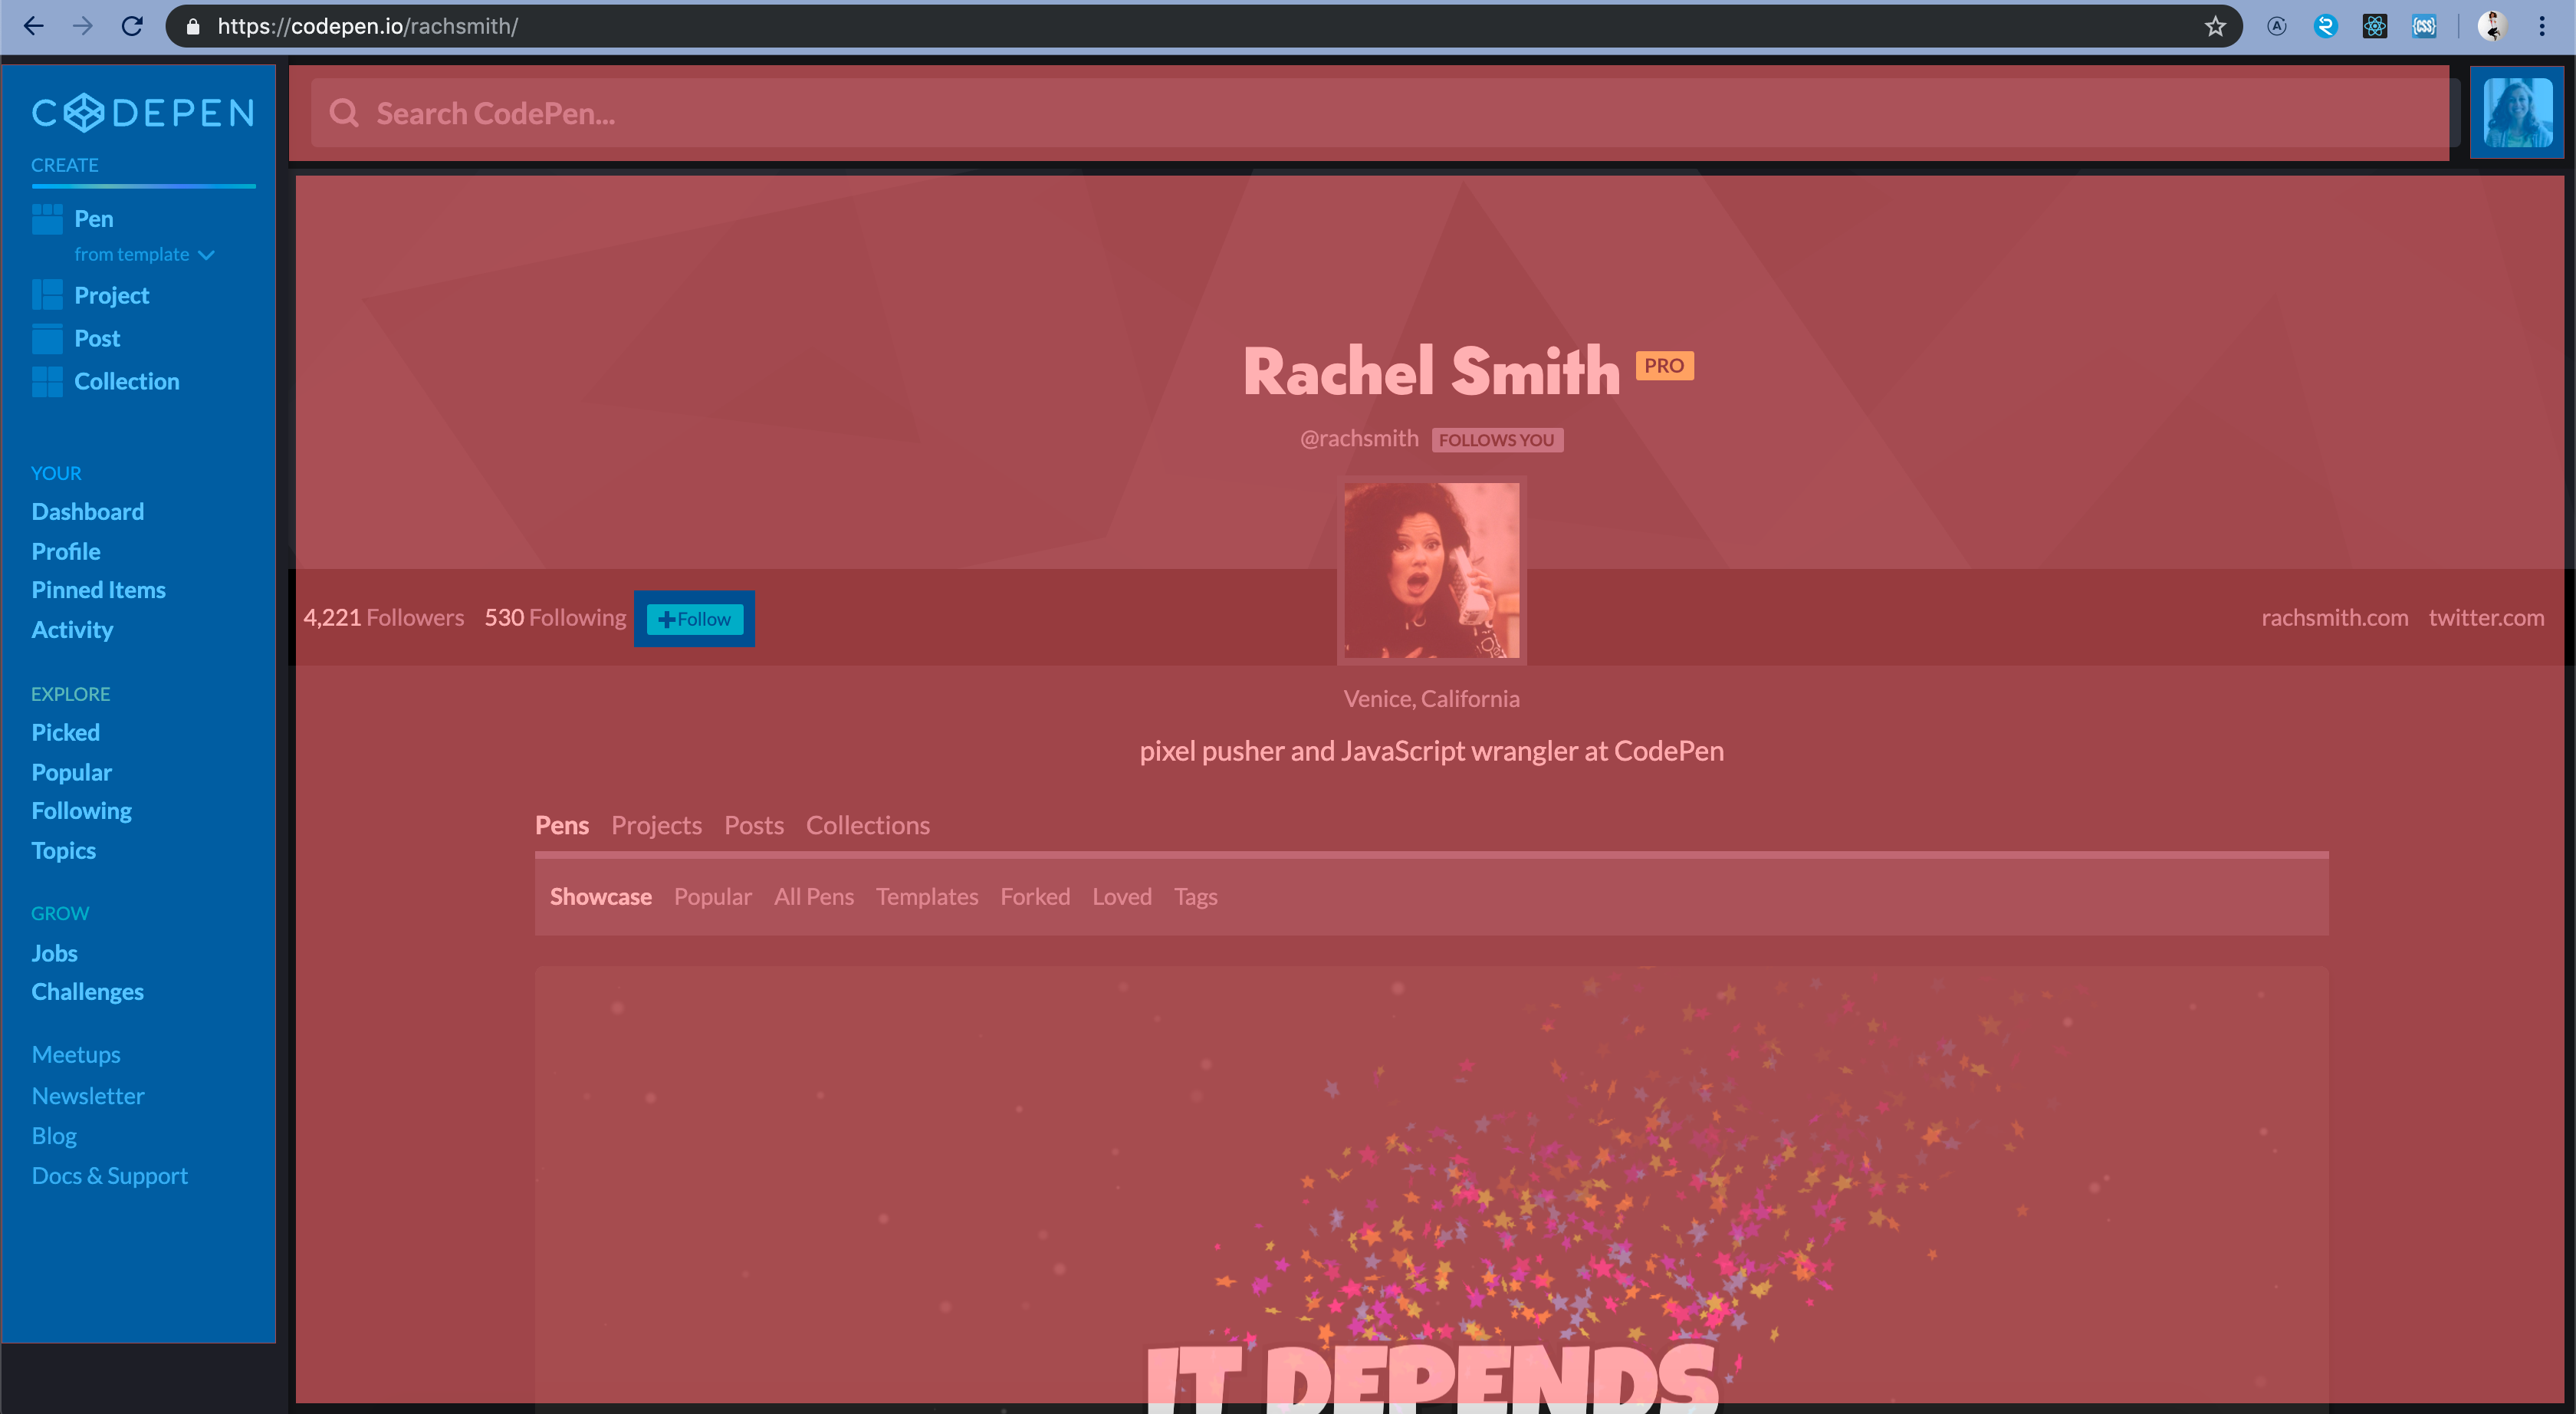 https://codepen.io/rachsmith/
CODEPEN
Search CodePen...
CREATE
Pen
from template
Project
Post
Collection
YOUR
Dashboard
Profile
Pinned Items
Activity
EXPLORE
Picked
Popular
Following
Topics
GROW
Jobs
Challenges
Meetups
Newsletter
Blog
Docs & Support
Rachel Smith PRO
@rachsmith FOLLOWS YOU
4,221 Followers 530 Following +Follow
rachsmith.com twitter.com
Venice, California
pixel pusher and JavaScript wrangler at CodePen
Pens Projects Posts Collections
Showcase Popular All Pens Templates Forked Loved Tags
IT DEPENDS